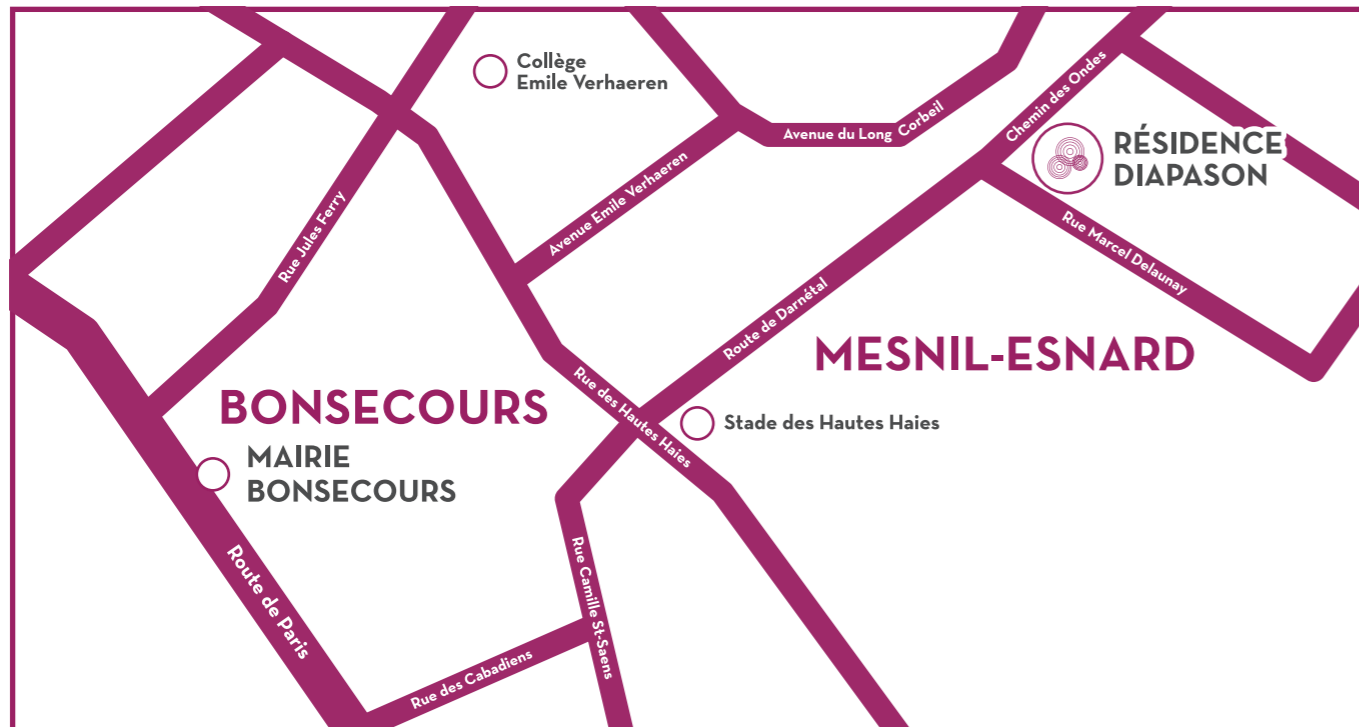 Collège
Emile Verhaeren
Avenue du Long Corbeil
Chemin des Ondes
RÉSIDENCE
DIAPASON
Rue Jules Ferry
Avenue Emile Verhaeren
Rue Marcel Delaunay
Route de Darnétal
MESNIL-ESNARD
BONSECOURS
Rue des Hautes Haies
Stade des Hautes Haies
MAIRIE
BONSECOURS
Route de Paris
Rue Camille St-Saens
Rue des Cabadiens